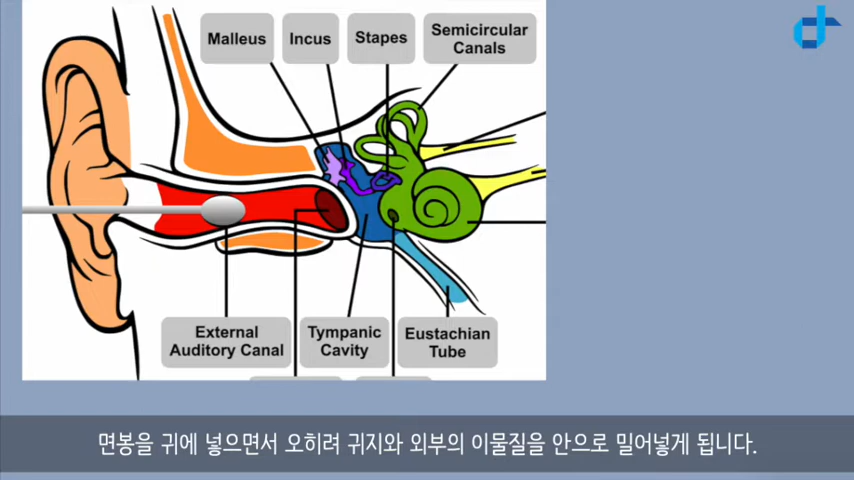 Malleus
Incus
Stapes
Semicircular
Canals
External
Auditory Canal
Tympanic
Cavity
Eustachian
Tube
면봉을 귀에 넣으면서 오히려 귀지와 외부의 이물질을 안으로 밀어넣게 됩니다.